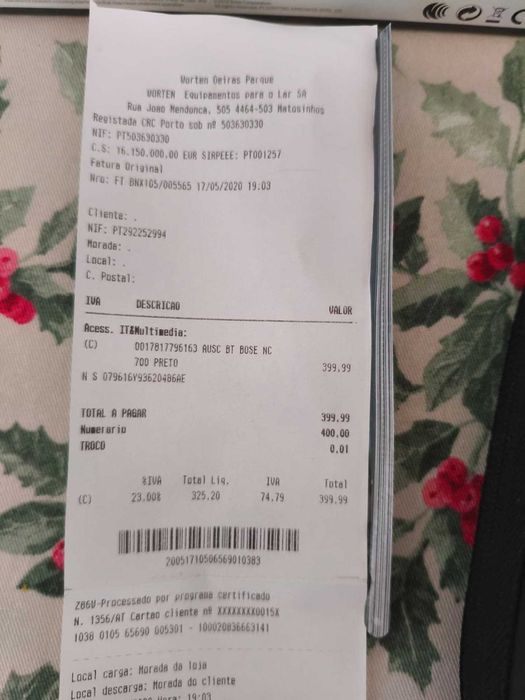 Worten Oeiras Parque
WORTEN Equipamentos para o Lar SA
Rua Joao Mendonca, 505 4464-503 Matosinhos
Registada CRC Porto sob nº 503630330
NIF: PT503630330
C.S: 16.150.000,00 EUR SIRPEEE: PT001257
Fatura Original
Nro: FT BNX105/005565 17/05/2020 19:03
Cliente: .
NIF: PT292252994
Morada: .
Local: .
C. Postal:
IVA DESCRICAO VALOR
Acess. IT&Multimedia:
(C) 0017817796163 AUSC BT BOSE NC
700 PRETO 399,99
N S 079616Y93620486AE
TOTAL A PAGAR 399,99
Numerario 400,00
TROCO 0,01
%IVA Total Liq. IVA Total
(C) 23.00% 325.20 74.79 399.99
20051710506569010383
Z86U-Processado por programa certificado
N. 1356/AT Cartao cliente nº XXXXXXXX0015X
1038 0105 65690 005301 - 100020836663141
Local carga: Morada da loja
Local descarga: Morada do cliente
Hora: 19:03